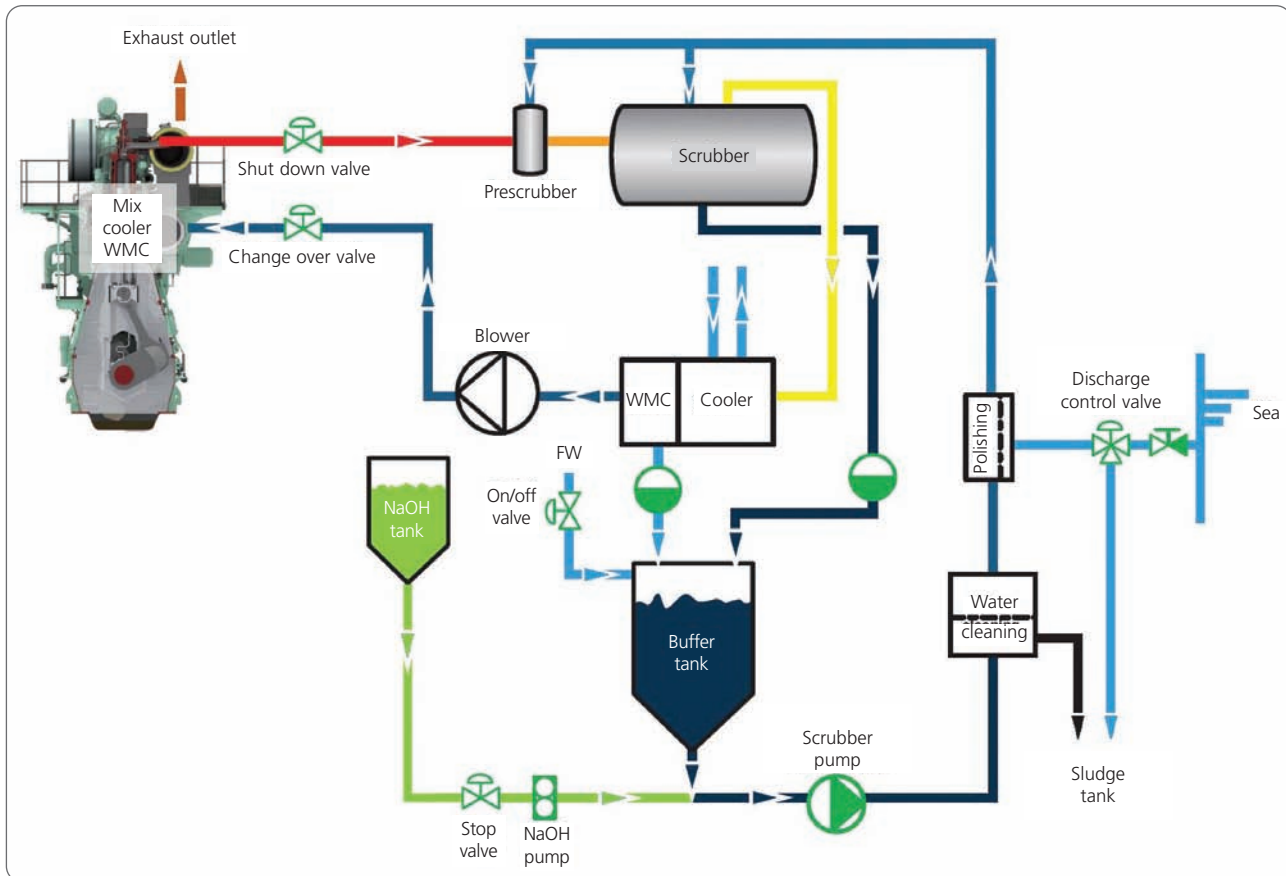 Exhaust outlet
Shut down valve
Prescrubber
Scrubber
Mix
cooler
WMC
Change over valve
Blower
WMC
Cooler
Discharge
control valve
Sea
Polishing
FW
On/off
valve
NaOH
tank
Water
cleaning
Buffer
tank
Scrubber
pump
Sludge
tank
Stop
valve
NaOH
pump